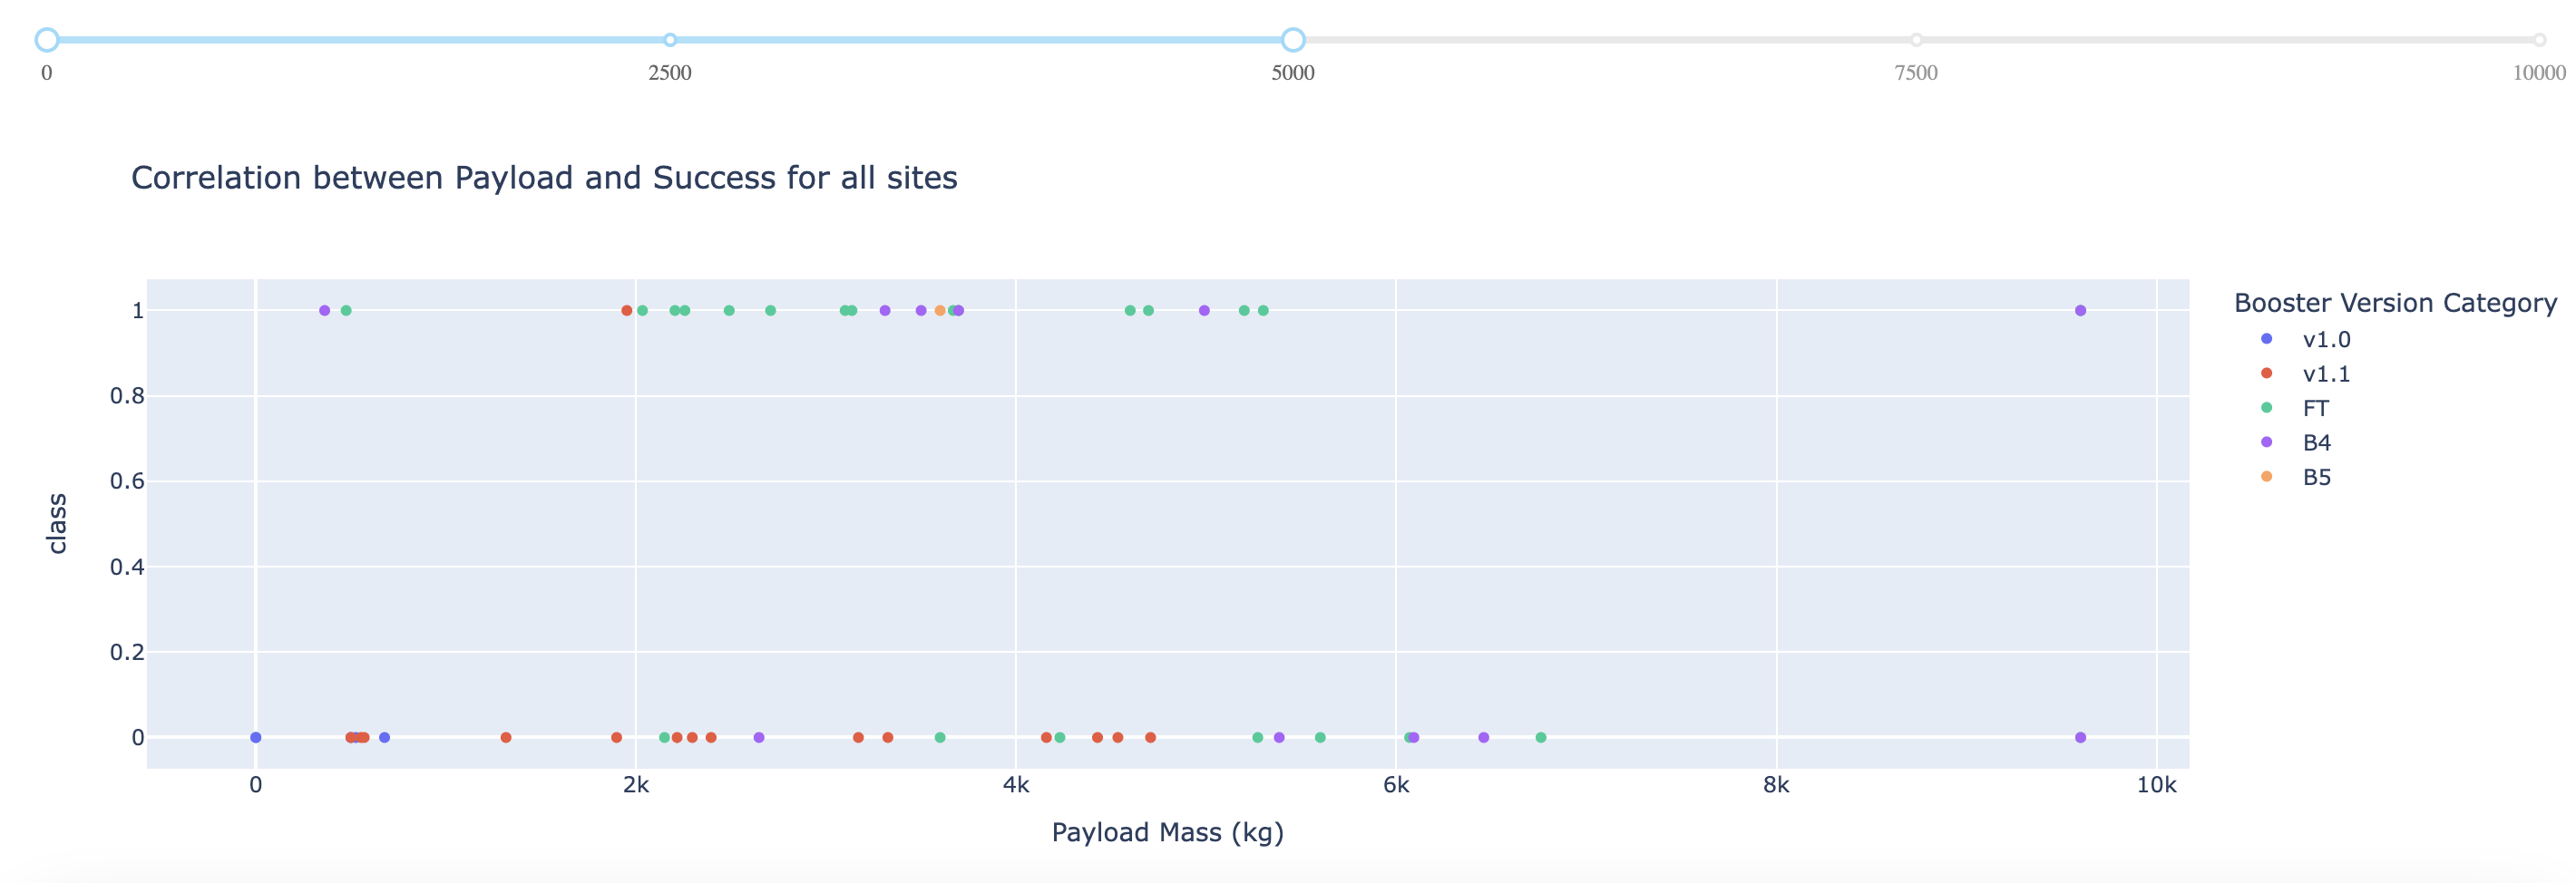 0 2500 5000 7500 10000
Correlation between Payload and Success for all sites
Booster Version Category
v1.0
v1.1
FT
B4
B5
1
0.8
0.6
0.4
0.2
0
class
0 2k 4k 6k 8k 10k
Payload Mass (kg)